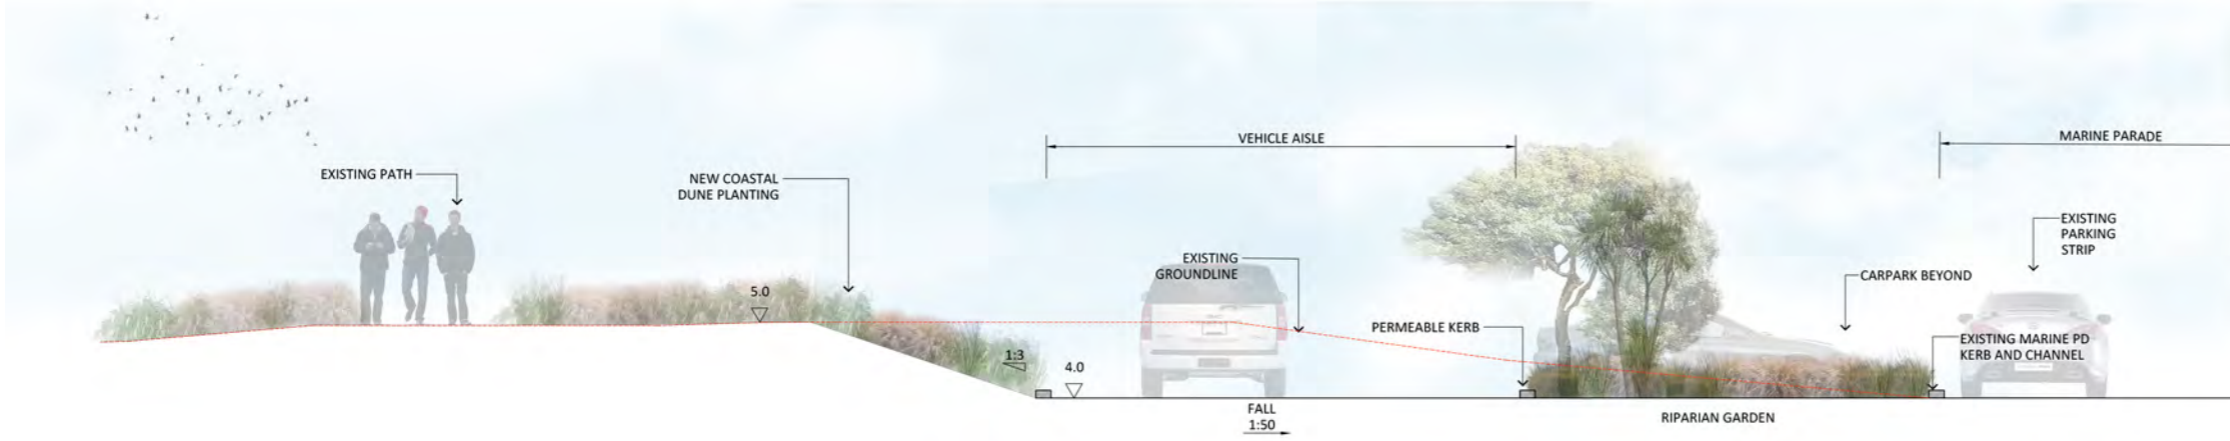 VEHICLE AISLE
MARINE PARADE
EXISTING PATH
NEW COASTAL
DUNE PLANTING
EXISTING
PARKING
STRIP
EXISTING
GROUNDLINE
CARPARK BEYOND
5.0
PERMEABLE KERB
EXISTING MARINE PD
KERB AND CHANNEL
1:3
4.0
FALL
1:50
RIPARIAN GARDEN